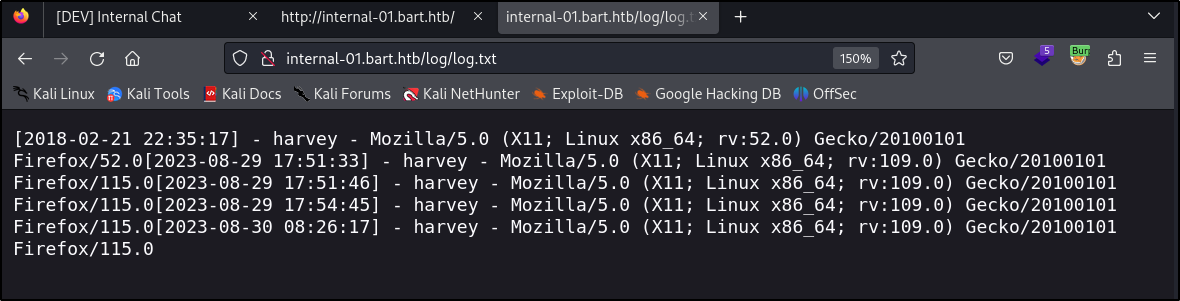 [DEV] Internal Chat
http://internal-01.bart.htb/
internal-01.bart.htb/log/log.t
internal-01.bart.htb/log/log.txt
150%
5
Burp
Kali Linux
Kali Tools
Kali Docs
Kali Forums
Kali NetHunter
Exploit-DB
Google Hacking DB
OffSec
[2018-02-21 22:35:17] - harvey - Mozilla/5.0 (X11; Linux x86_64; rv:52.0) Gecko/20100101
Firefox/52.0[2023-08-29 17:51:33] - harvey - Mozilla/5.0 (X11; Linux x86_64; rv:109.0) Gecko/20100101
Firefox/115.0[2023-08-29 17:51:46] - harvey - Mozilla/5.0 (X11; Linux x86_64; rv:109.0) Gecko/20100101
Firefox/115.0[2023-08-29 17:54:45] - harvey - Mozilla/5.0 (X11; Linux x86_64; rv:109.0) Gecko/20100101
Firefox/115.0[2023-08-30 08:26:17] - harvey - Mozilla/5.0 (X11; Linux x86_64; rv:109.0) Gecko/20100101
Firefox/115.0